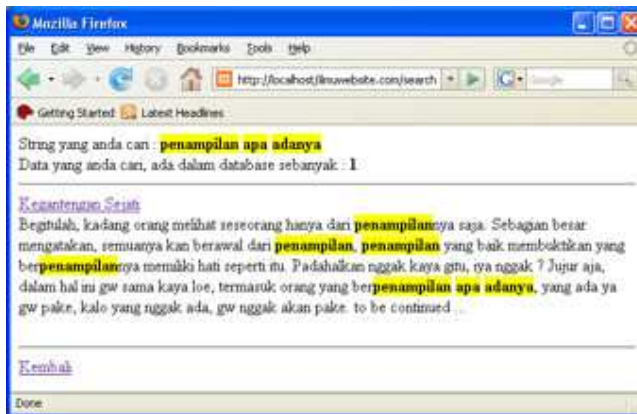 Mozilla Firefox
File Edit View History Bookmarks Tools Help
http://localhost/ilmuwebsite.com/search
Getting Started Latest Headlines
String yang anda cari : penampilan apa adanya
Data yang anda cari, ada dalam database sebanyak : 1
Kegantengan Sejati
Begitulah, kadang orang melihat seseorang hanya dari penampilannya saja. Sebagian besar
mengatakan, semuanya kan berawal dari penampilan, penampilan yang baik membuktikan yang
berpenampilannya memiliki hati seperti itu. Padahalkan nggak kaya gitu, iya nggak ? Jujur aja,
dalam hal ini gw sama kaya loe, termasuk orang yang berpenampilan apa adanya, yang ada ya
gw pake, kalo yang nggak ada, gw nggak akan pake. to be continued ...
Kembali
Done